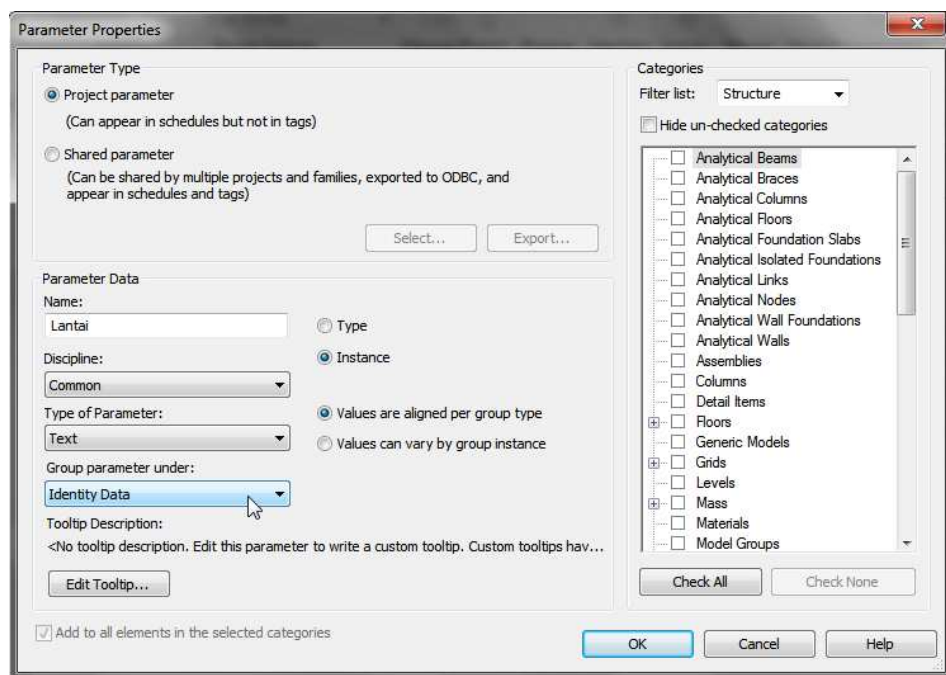 Parameter Properties
Parameter Type
Project parameter
(Can appear in schedules but not in tags)
Shared parameter
(Can be shared by multiple projects and families, exported to ODBC, and
appear in schedules and tags)
Select...
Export...
Parameter Data
Name:
Lantai
Type
Discipline:
Instance
Common
Type of Parameter:
Values are aligned per group type
Text
Values can vary by group instance
Group parameter under:
Identity Data
Tooltip Description:
<No tooltip description. Edit this parameter to write a custom tooltip. Custom tooltips hav...
Edit Tooltip...
Add to all elements in the selected categories
Categories
Filter list:
Structure
Hide un-checked categories
Analytical Beams
Analytical Braces
Analytical Columns
Analytical Floors
Analytical Foundation Slabs
Analytical Isolated Foundations
Analytical Links
Analytical Nodes
Analytical Wall Foundations
Analytical Walls
Assemblies
Columns
Detail Items
Floors
Generic Models
Grids
Levels
Mass
Materials
Model Groups
Check All
Check None
OK
Cancel
Help